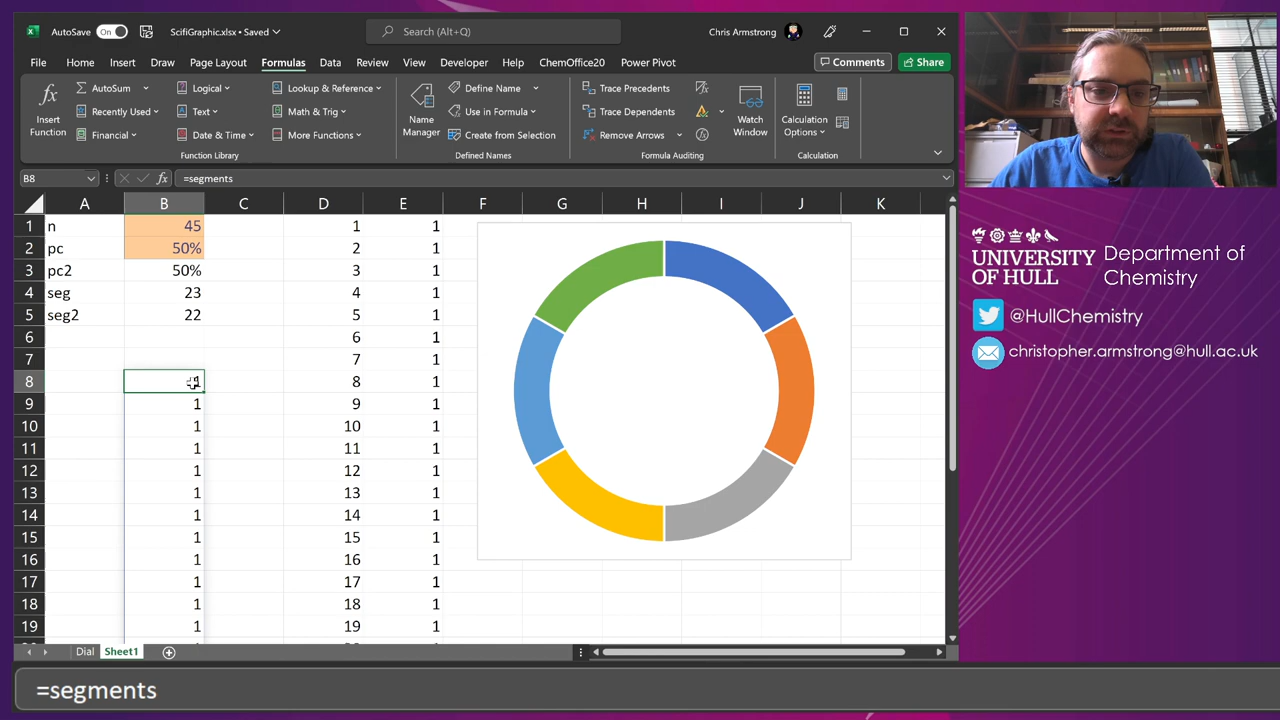 AutoSave On SciFiGraphic.xlsx • Saved Search (Alt+Q) Chris Armstrong
File Home Insert Draw Page Layout Formulas Data Review View Power Pivot Comments Share
Insert Function
AutoSum
Recently Used
Financial
Logical
Text
Date & Time
Lookup & Reference
Math & Trig
More Functions
Function Library
Define Name
Use in Formula
Defined Names
Trace Precedents
Trace Dependents
Remove Arrows
Formula Auditing
Watch Window
Calculation Options
Calculation
B8 fx =segments
A B C D E F G H I J K
1 n 45 1 1
2 pc 50% 2 1
3 pc2 50% 3 1
4 seg 23 4 1
5 seg2 22 5 1
6 6 1
7 7 1
8 1 8 1
9 1 9 1
10 1 10 1
11 1 11 1
12 1 12 1
13 1 13 1
14 1 14 1
15 1 15 1
16 1 16 1
17 1 17 1
18 1 18 1
19 1 19 1
Dial Sheet1
=segments
UNIVERSITY OF HULL
Department of Chemistry
@HullChemistry
christopher.armstrong@hull.ac.uk